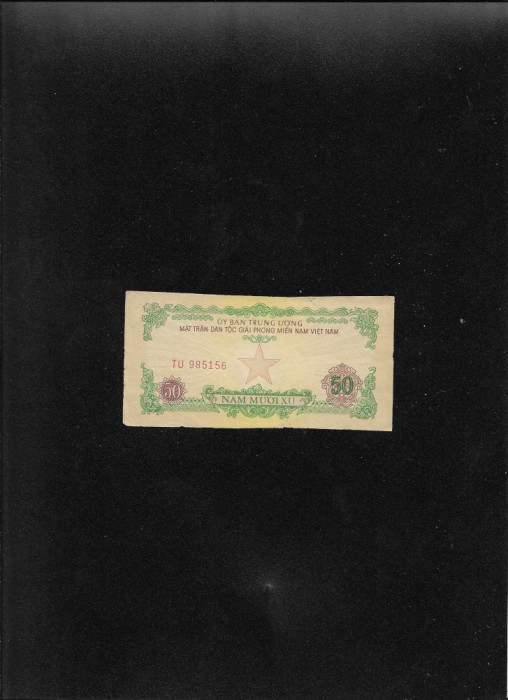 ỦY BAN TRUNG ƯƠNG
MẶT TRẬN DÂN TỘC GIẢI PHÓNG MIỀN NAM VIỆT NAM
TU 985156
50
50
NĂM MƯƠI XU